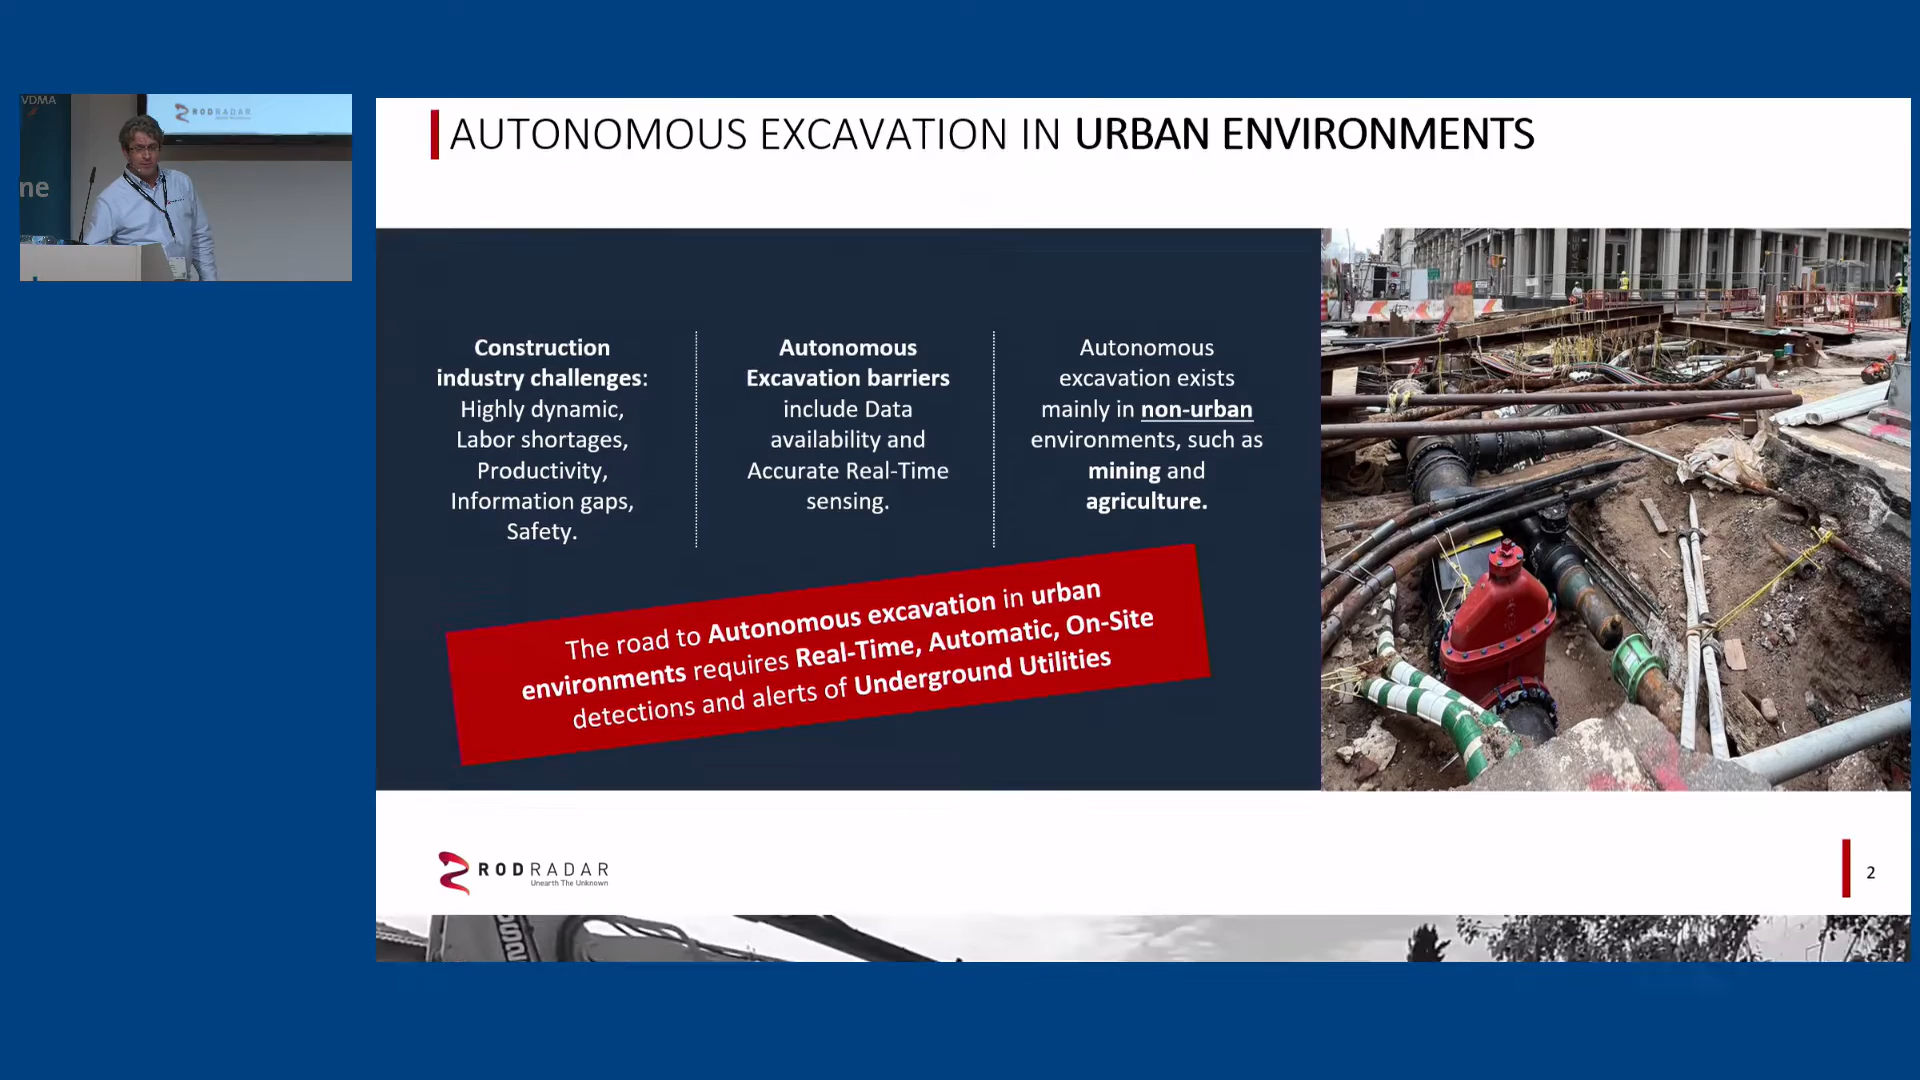 VDMA
RODRADAR
ne
AUTONOMOUS EXCAVATION IN URBAN ENVIRONMENTS
Construction
industry challenges:
Highly dynamic,
Labor shortages,
Productivity,
Information gaps,
Safety.
Autonomous
Excavation barriers
include Data
availability and
Accurate Real-Time
sensing.
Autonomous
excavation exists
mainly in non-urban
environments, such as
mining and
agriculture.
The road to Autonomous excavation in urban
environments requires Real-Time, Automatic, On-Site
detections and alerts of Underground Utilities
RODRADAR
Unearth The Unknown
2